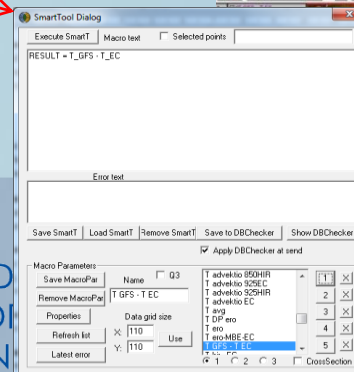 SmartTool Dialog
Execute SmartT Macro text Selected points
RESULT = T_GFS - T_EC
Error text
Save SmartT Load SmartT Remove SmartT Save to DBChecker Show DBChecker
Apply DBChecker at send
Macro Parameters
Save MacroPar Name Q3
Remove MacroPar T GFS - T EC
Properties Data grid size
Refresh list X: 110 Use
Latest error Y: 110
T advektio 850HIR
T advektio 925EC
T advektio 925HIR
T advektio EC
T avg
T DP ero
T ero
T ero-MBE-EC
T GFS - T EC
1 X
2 X
3 X
4 X
5 X
1 2 3 CrossSection